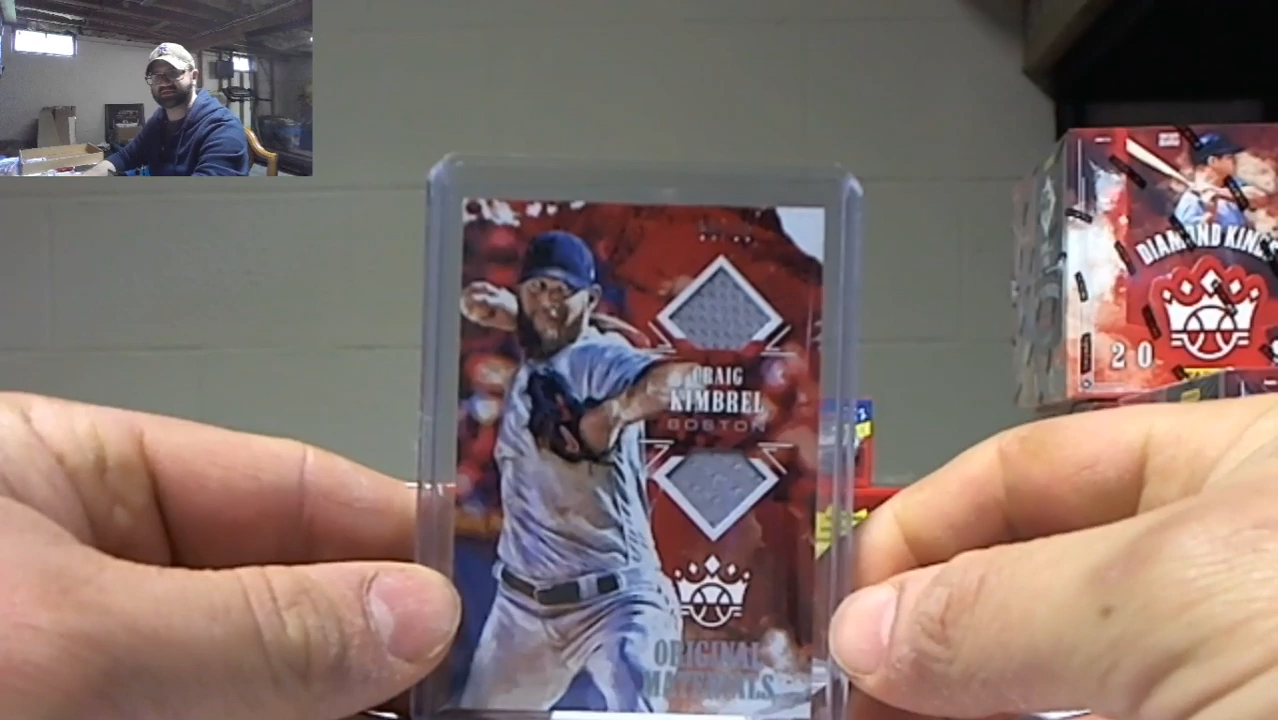 DIAMOND KINGS
20
CRAIG
KIMBREL
BOSTON
ORIGINAL
MATERIALS